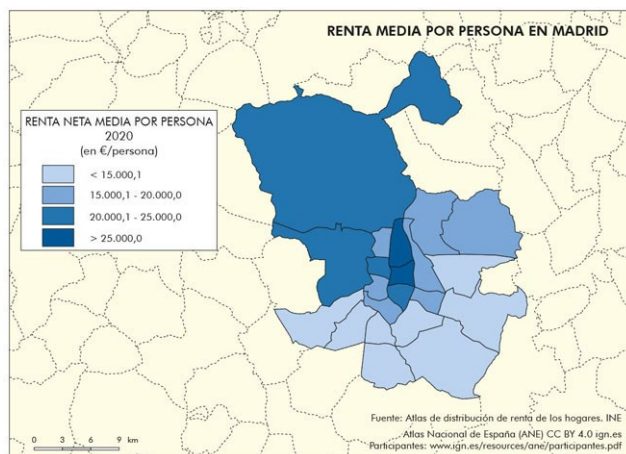 RENTA MEDIA POR PERSONA EN MADRID
RENTA NETA MEDIA POR PERSONA
2020
(en €/persona)
< 15.000,1
15.000,1 - 20.000,0
20.000,1 - 25.000,0
> 25.000,0
Fuente: Atlas de distribución de renta de los hogares. INE
Atlas Nacional de España (ANE) CC BY 4.0 ign.es
Participantes: www.ign.es/resources/ane/participantes.pdf
0 3 6 9 km